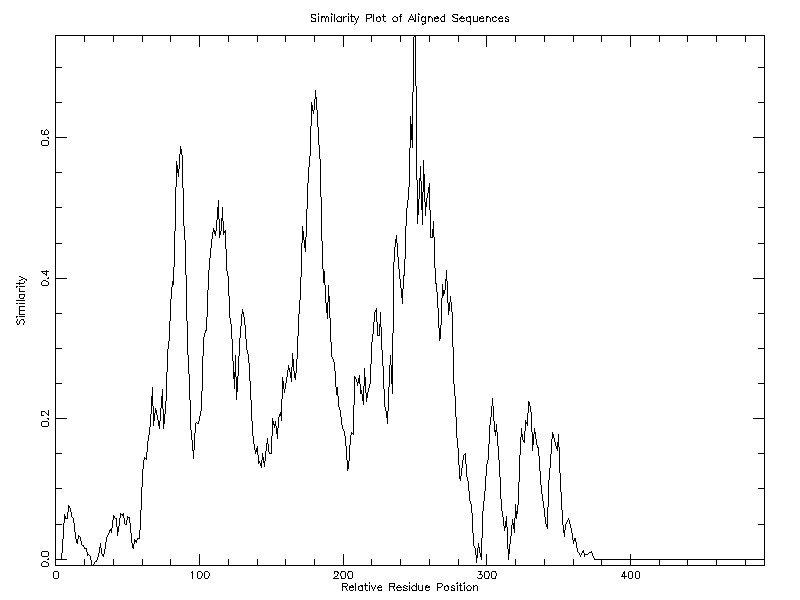 Similarity Plot of Aligned Sequences
0.6
0.4
Similarity
0.2
0.0
0 100 200 300 400
Relative Residue Position